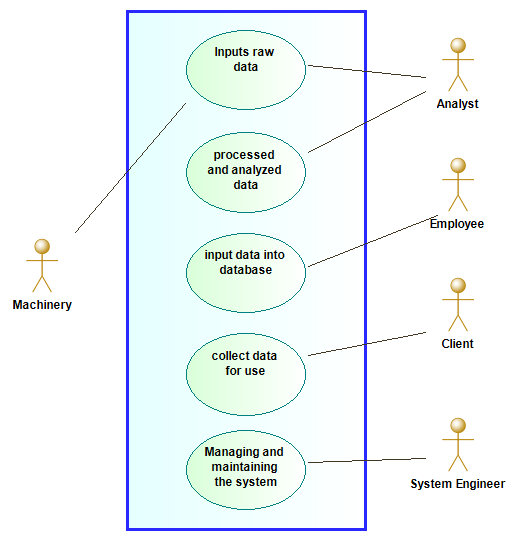 Inputs raw
data
Analyst
processed
and analyzed
data
Employee
input data into
database
Machinery
Client
collect data
for use
Managing and
maintaining
the system
System Engineer